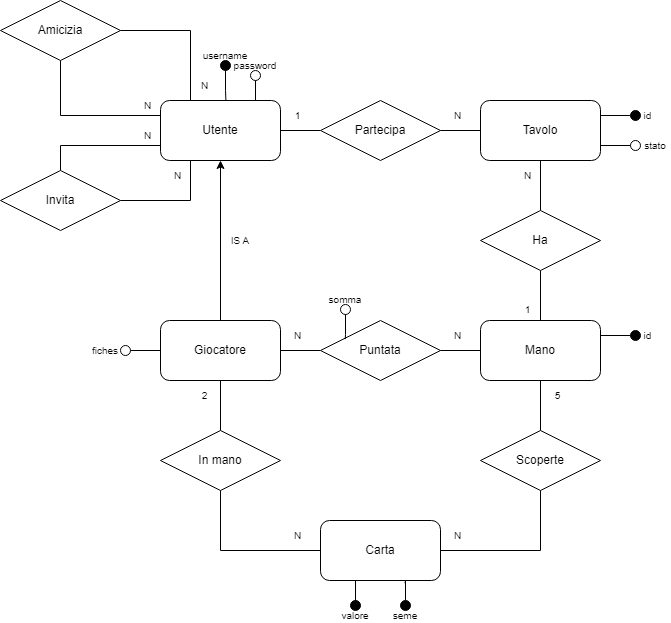 Amicizia
username
password
N
N
Utente
1
Partecipa
N
Tavolo
id
stato
N
N
Invita
N
Ha
IS A
somma
1
fiches
Giocatore
N
Puntata
N
Mano
id
2
5
In mano
Scoperte
N
Carta
N
valore
seme